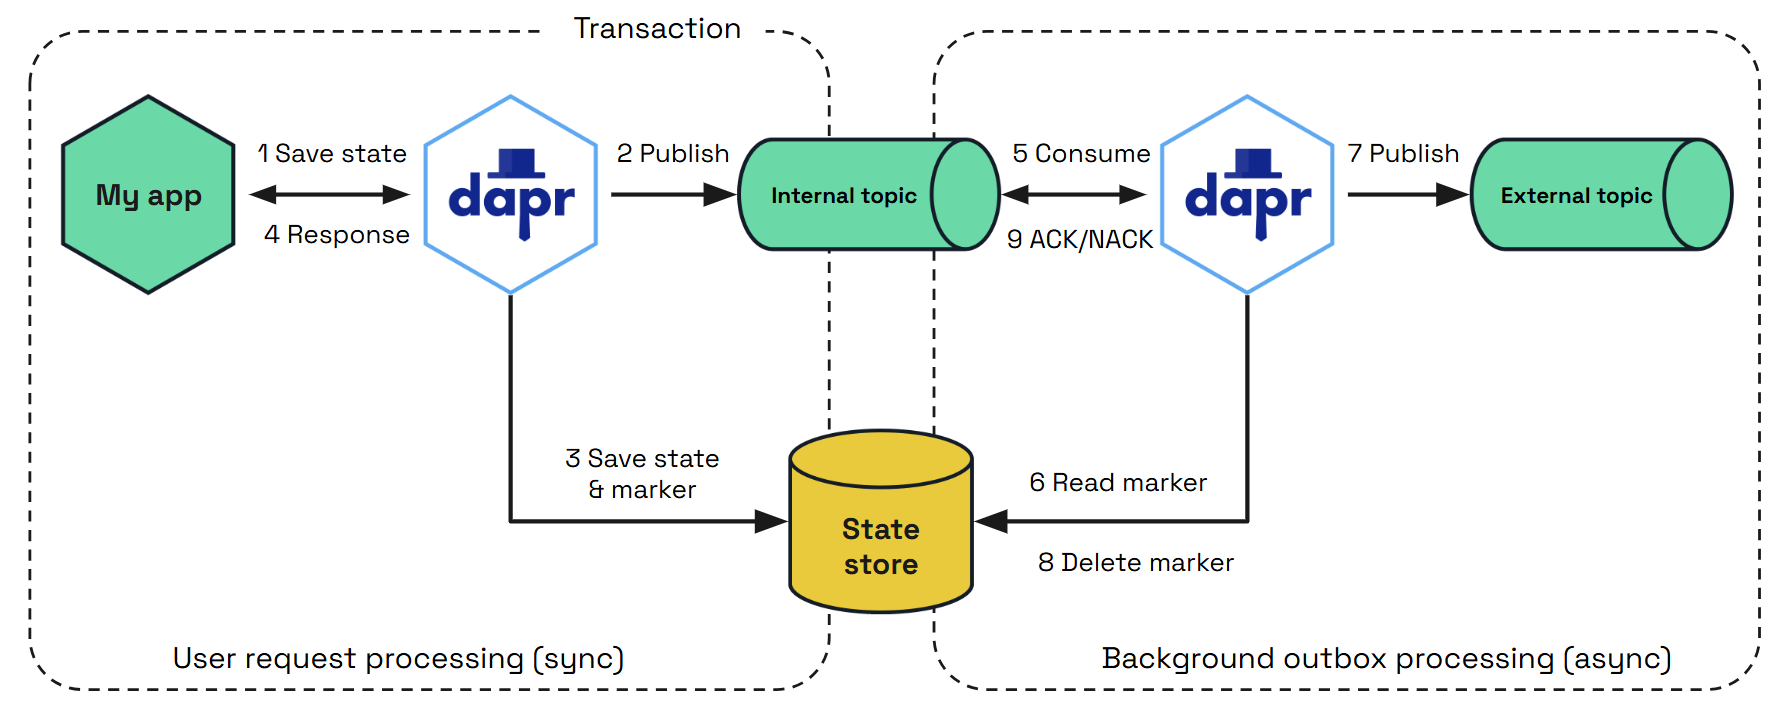 Transaction
My app
1 Save state
4 Response
dapr
2 Publish
Internal topic
5 Consume
9 ACK/NACK
dapr
7 Publish
External topic
3 Save state
& marker
State
store
6 Read marker
8 Delete marker
User request processing (sync)
Background outbox processing (async)